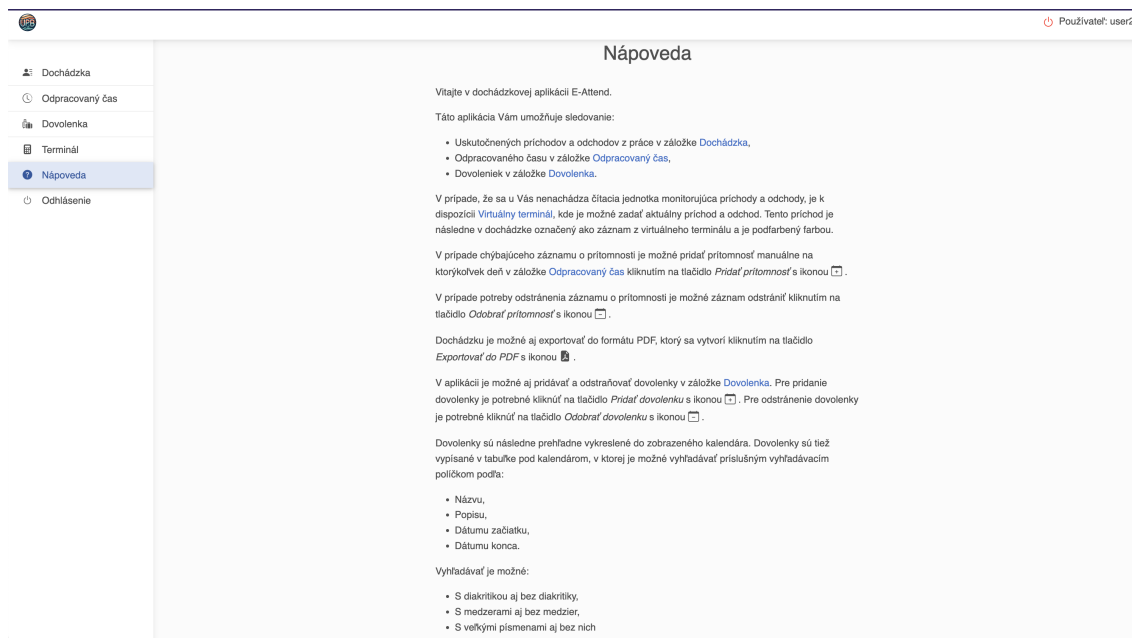 UPB
Používateľ: user2
Dochádzka
Odpracovaný čas
Dovolenka
Terminál
Nápoveda
Odhlásenie
Nápoveda
Vitajte v dochádzkovej aplikácii E-Attend.
Táto aplikácia Vám umožňuje sledovanie:
• Uskutočnených príchodov a odchodov z práce v záložke Dochádzka,
• Odpracovaného času v záložke Odpracovaný čas,
• Dovoleniek v záložke Dovolenka.
V prípade, že sa u Vás nenachádza čítacia jednotka monitorujúca príchody a odchody, je k
dispozícii Virtuálny terminál, kde je možné zadať aktuálny príchod a odchod. Tento príchod je
následne v dochádzke označený ako záznam z virtuálneho terminálu a je podfarbený farbou.
V prípade chýbajúceho záznamu o prítomnosti je možné pridať prítomnosť manuálne na
ktorýkoľvek deň v záložke Odpracovaný čas kliknutím na tlačidlo Pridať prítomnosť s ikonou .
V prípade potreby odstránenia záznamu o prítomnosti je možné záznam odstrániť kliknutím na
tlačidlo Odobrať prítomnosť s ikonou .
Dochádzku je možné aj exportovať do formátu PDF, ktorý sa vytvorí kliknutím na tlačidlo
Exportovať do PDF s ikonou .
V aplikácii je možné aj pridávať a odstraňovať dovolenky v záložke Dovolenka. Pre pridanie
dovolenky je potrebné kliknúť na tlačidlo Pridať dovolenku s ikonou . Pre odstránenie dovolenky
je potrebné kliknúť na tlačidlo Odobrať dovolenku s ikonou .
Dovolenky sú následne prehľadne vykreslené do zobrazeného kalendára. Dovolenky sú tiež
vypísané v tabuľke pod kalendárom, v ktorej je možné vyhľadávať príslušným vyhľadávacím
políčkom podľa:
• Názvu,
• Popisu,
• Dátumu začiatku,
• Dátumu konca.
Vyhľadávať je možné:
• S diakritikou aj bez diakritiky,
• S medzerami aj bez medzier,
• S veľkými písmenami aj bez nich